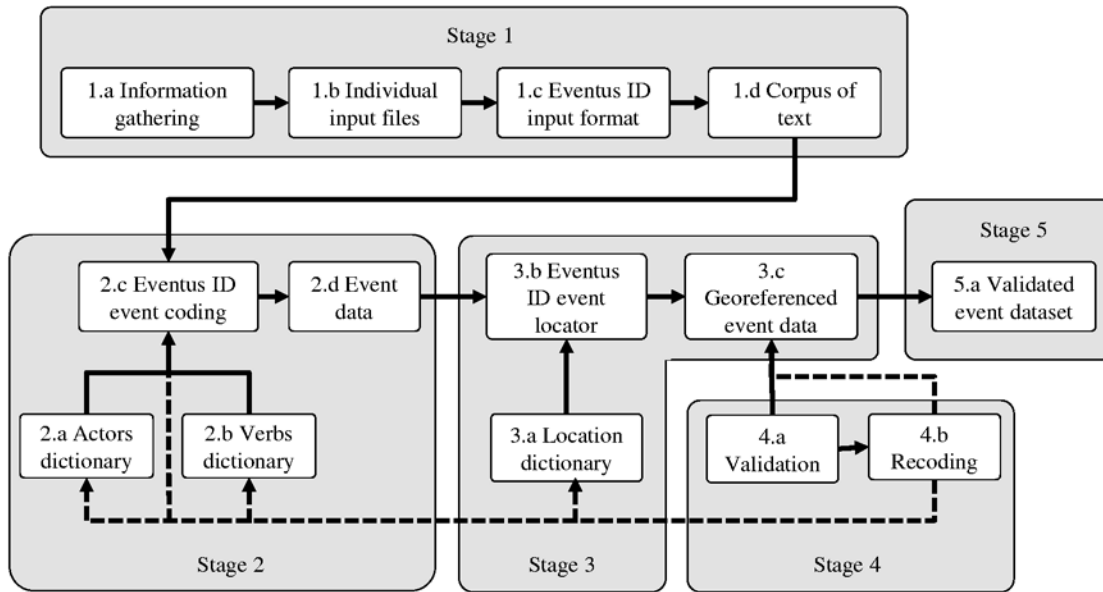 Stage 1
1.a Information
gathering
1.b Individual
input files
1.c Eventus ID
input format
1.d Corpus of
text
2.c Eventus ID
event coding
2.d Event
data
2.a Actors
dictionary
2.b Verbs
dictionary
Stage 2
3.b Eventus
ID event
locator
3.c
Georeferenced
event data
3.a Location
dictionary
Stage 3
4.a
Validation
4.b
Recoding
Stage 4
Stage 5
5.a Validated
event dataset